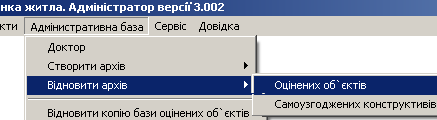 нка житла. Адміністратор версії 3.002
кти Адміністративна база Сервіс Довідка
Доктор
Створити архів
Відновити архів
Оцінених об`єктів
Самоузгоджених конструктивів
Відновити копію бази оцінених об`єктів